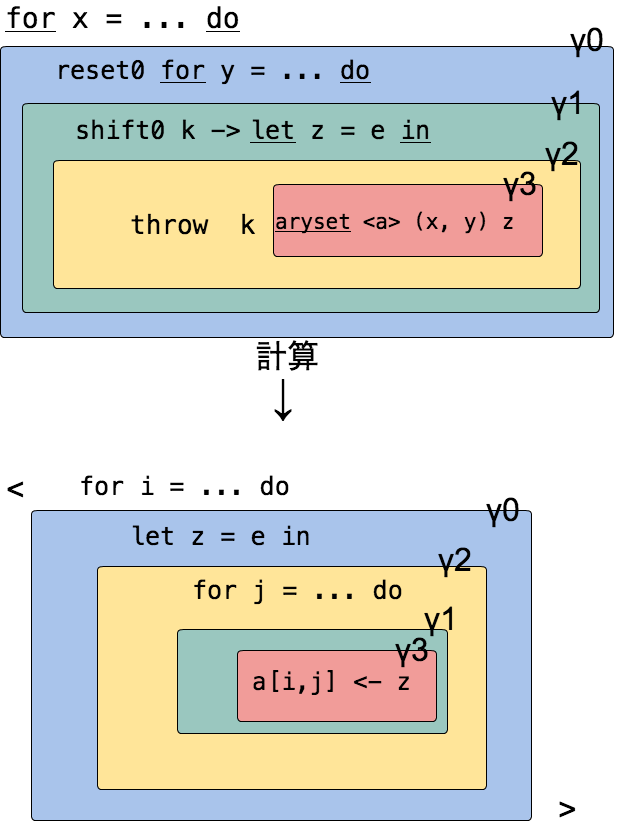 for x = ... do
γ0
reset0 for y = ... do
γ1
shift0 k -> let z = e in
γ2
γ3
throw k aryset <a> (x, y) z
計算
↓
< for i = ... do
γ0
let z = e in
γ2
for j = ... do
γ1
γ3
a[i,j] <- z
>